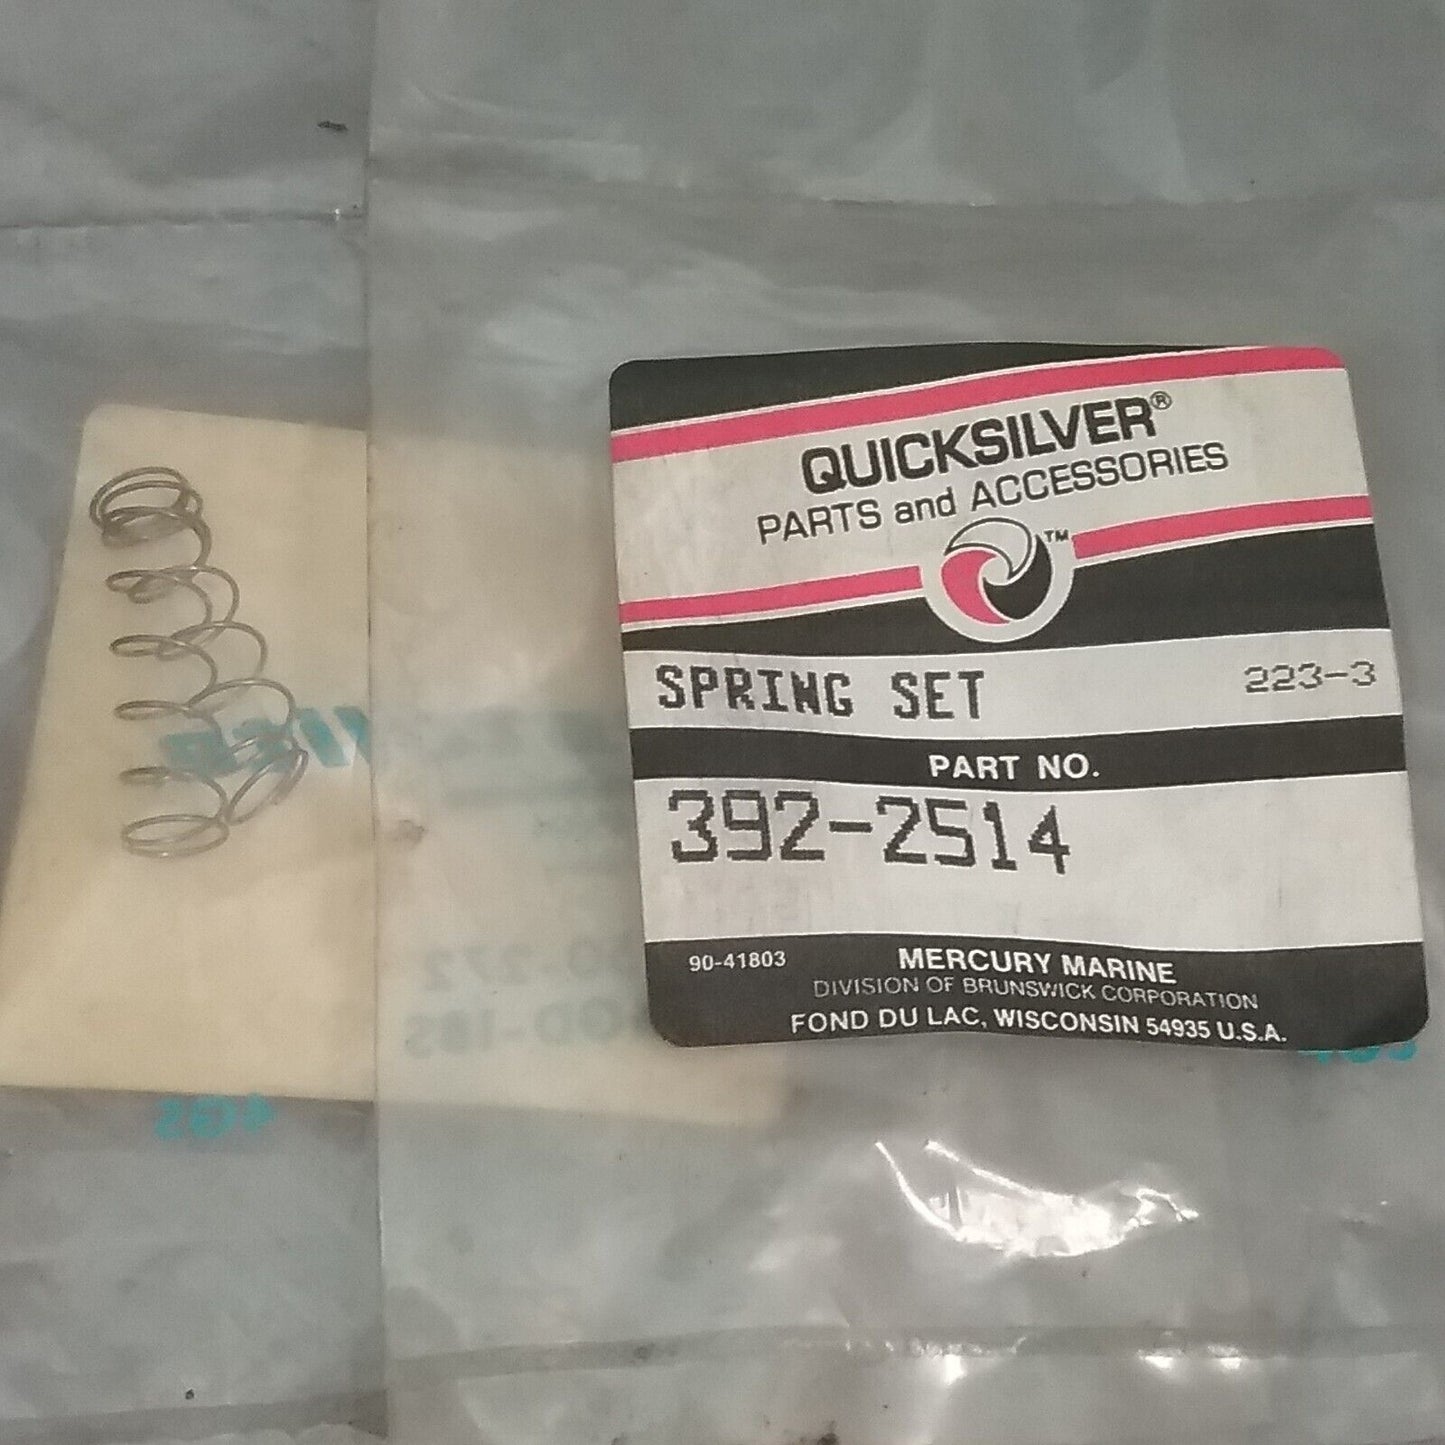 QUICKSILVER®
PARTS and ACCESSORIES
TM
SPRING SET 223-3
PART NO.
392-2514
90-41803 MERCURY MARINE
DIVISION OF BRUNSWICK CORPORATION
FOND DU LAC, WISCONSIN 54935 U.S.A.